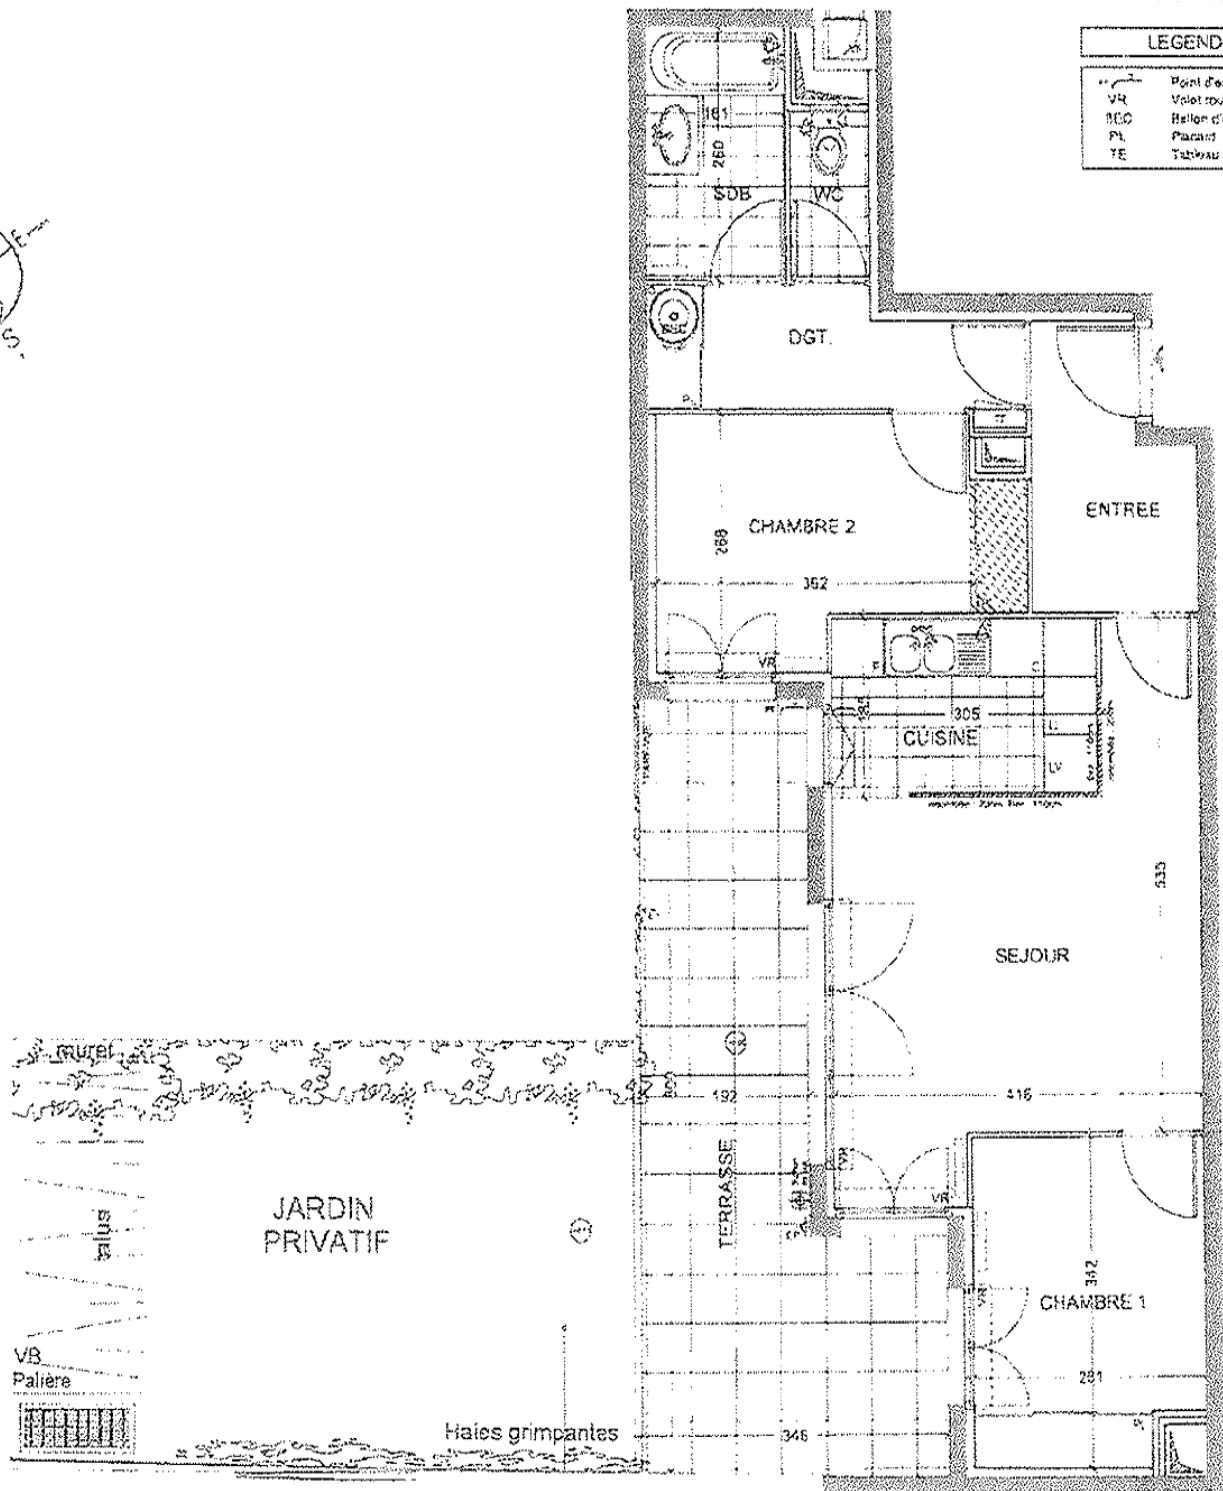 LEGEND
Point d'e
VR
Volet rou
BEC
Ballon d'
PL
Placard
TE
Tableau
E
S
161
260
SDB
WC
DGT.
ENTREE
CHAMBRE 2
268
362
VR
F
305
CUISINE
LV
535
SEJOUR
192
416
VR
VR
muret
TERRASSE
JARDIN
PRIVATIF
342
VR
CHAMBRE 1
281
VB
Palière
Haies grimpantes
346